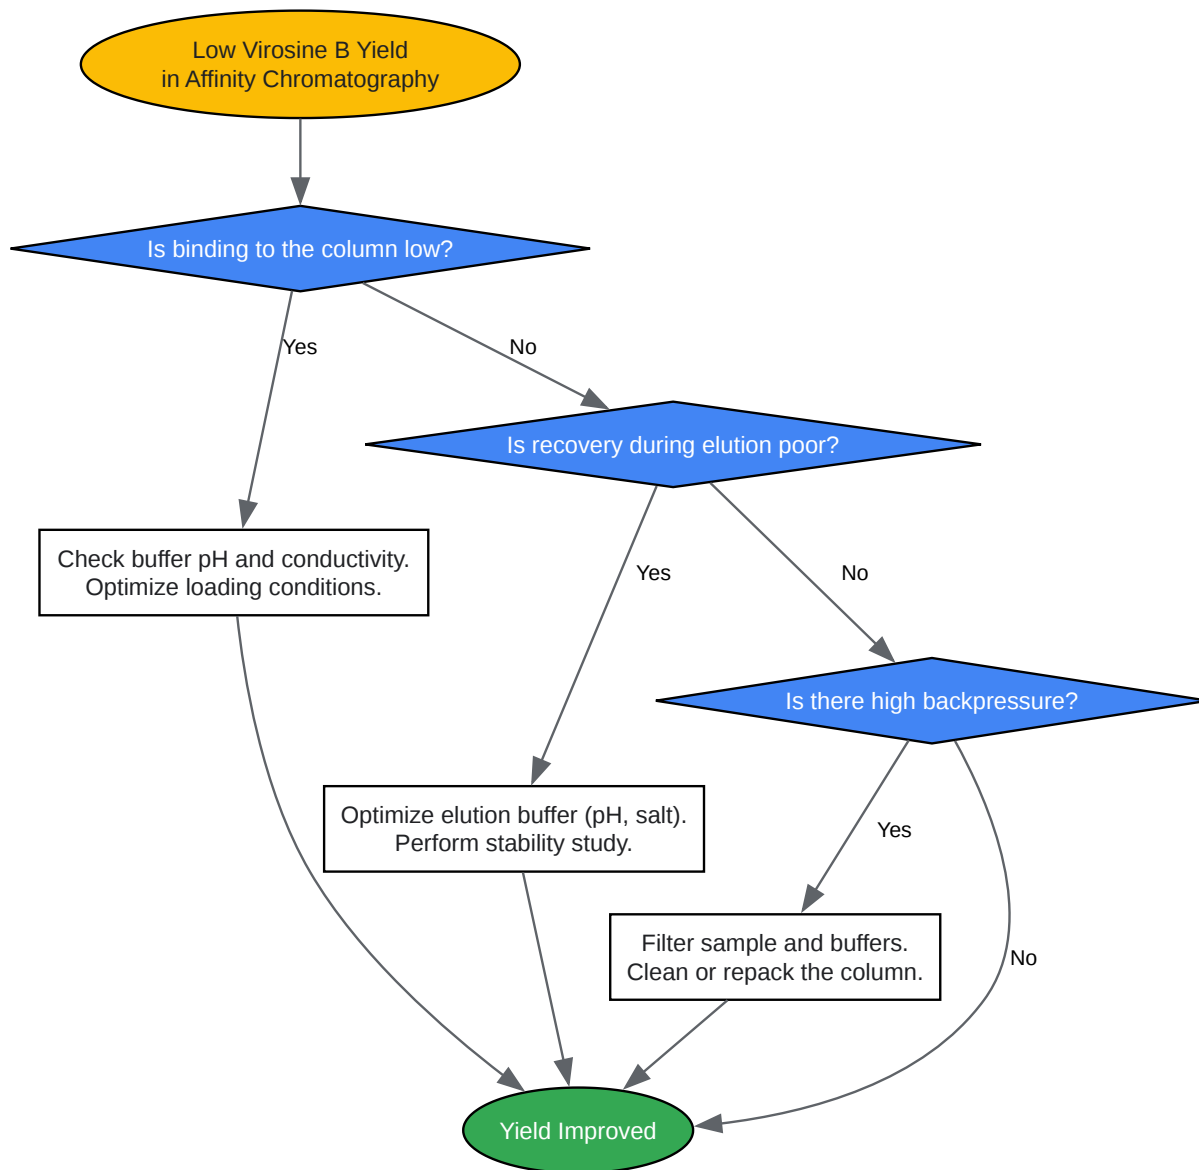 Low Virosine B Yield
in Affinity Chromatography
Is binding to the column low?
Yes
No
Is recovery during elution poor?
Check buffer pH and conductivity.
Optimize loading conditions.
Yes
No
Is there high backpressure?
Optimize elution buffer (pH, salt).
Perform stability study.
Yes
Filter sample and buffers.
Clean or repack the column.
No
Yield Improved